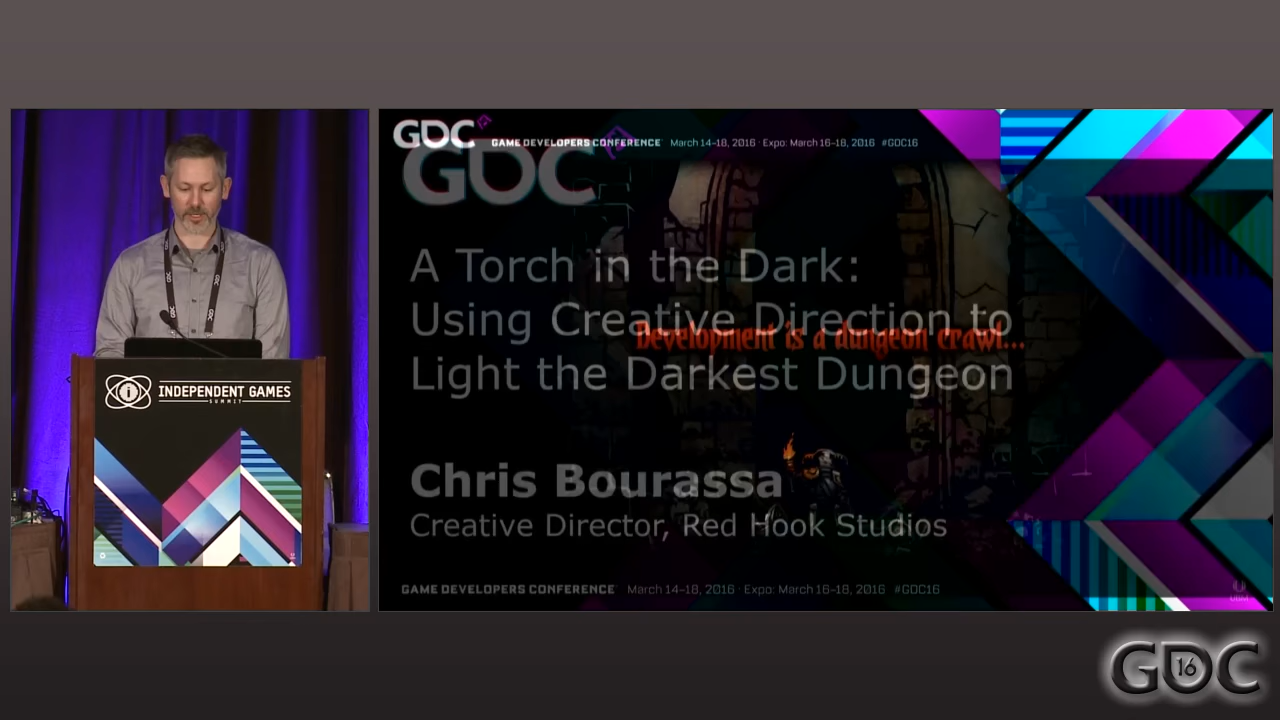 GDC
GAME DEVELOPERS CONFERENCE March 14-18, 2016 · Expo: March 16-18, 2016 #GDC16
GDC
A Torch in the Dark:
Using Creative Direction to
Development is a dungeon crawl...
Light the Darkest Dungeon
Chris Bourassa
Creative Director, Red Hook Studios
GAME DEVELOPERS CONFERENCE March 14-18, 2016 · Expo: March 16-18, 2016 #GDC16
UBM
i INDEPENDENT GAMES
SUMMIT
GDC
16